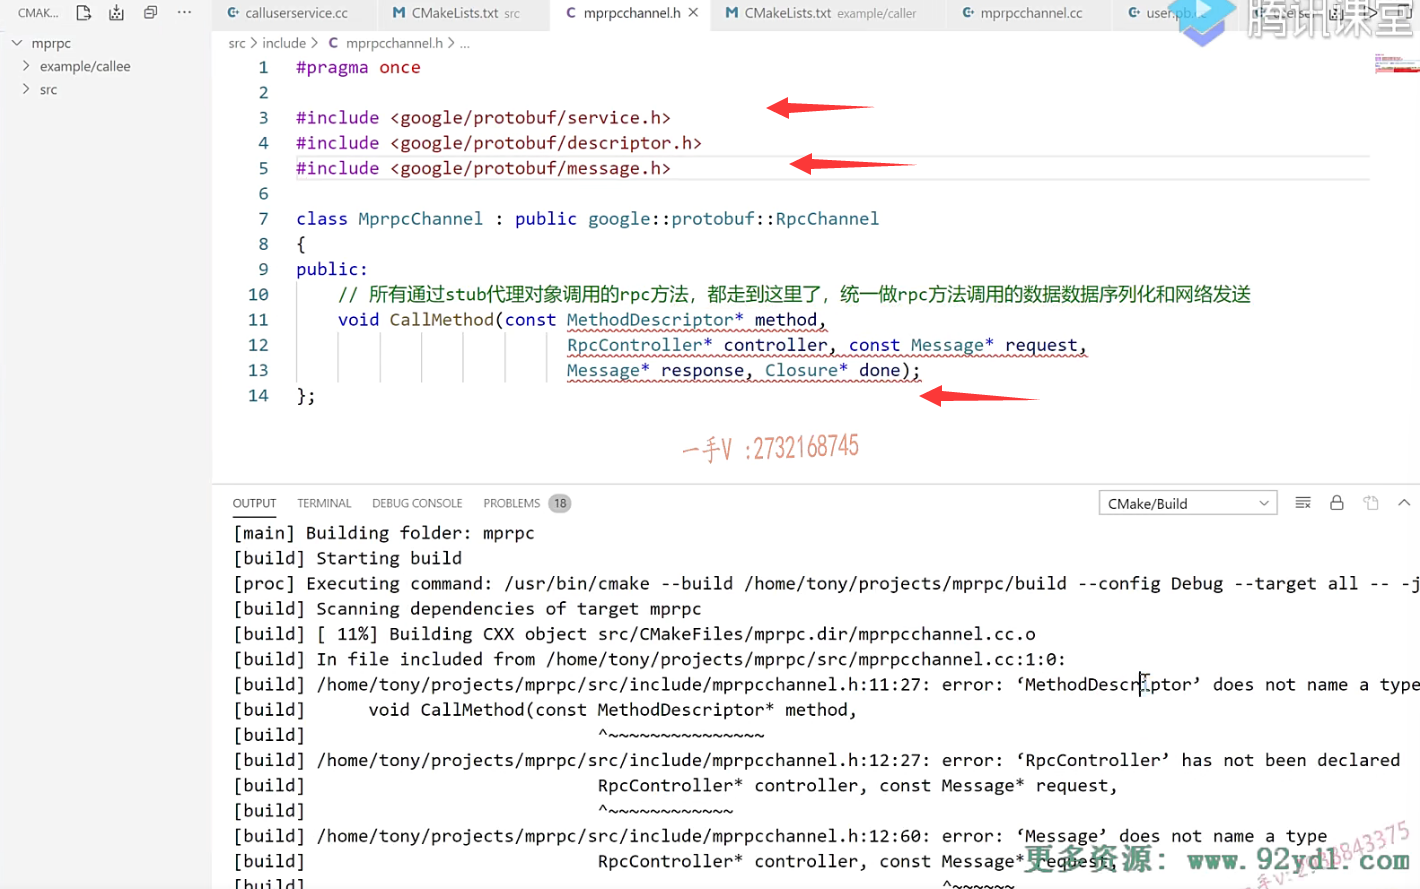 CMAK...
calluserservice.cc
CMakeLists.txt src
mprpcchannel.h
CMakeLists.txt example/caller
mprpcchannel.cc
腾讯课堂
mprpc
example/callee
src
src > include > C mprpcchannel.h > ...
1 #pragma once
2
3 #include <google/protobuf/service.h>
4 #include <google/protobuf/descriptor.h>
5 #include <google/protobuf/message.h>
6
7 class MprpcChannel : public google::protobuf::RpcChannel
8 {
9 public:
10 // 所有通过stub代理对象调用的rpc方法，都走到这里了，统一做rpc方法调用的数据数据序列化和网络发送
11 void CallMethod(const MethodDescriptor* method,
12 RpcController* controller, const Message* request,
13 Message* response, Closure* done);
14 };
一手V :2732168745
OUTPUT TERMINAL DEBUG CONSOLE PROBLEMS 18 CMake/Build
[main] Building folder: mprpc
[build] Starting build
[proc] Executing command: /usr/bin/cmake --build /home/tony/projects/mprpc/build --config Debug --target all -- -j
[build] Scanning dependencies of target mprpc
[build] [ 11%] Building CXX object src/CMakeFiles/mprpc.dir/mprpcchannel.cc.o
[build] In file included from /home/tony/projects/mprpc/src/mprpcchannel.cc:1:0:
[build] /home/tony/projects/mprpc/src/include/mprpcchannel.h:11:27: error: ‘MethodDescriptor’ does not name a type
[build] void CallMethod(const MethodDescriptor* method,
[build] ^~~~~~~~~~~~~~~~
[build] /home/tony/projects/mprpc/src/include/mprpcchannel.h:12:27: error: ‘RpcController’ has not been declared
[build] RpcController* controller, const Message* request,
[build] ^~~~~~~~~~~~~
[build] /home/tony/projects/mprpc/src/include/mprpcchannel.h:12:60: error: ‘Message’ does not name a type
[build] RpcController* controller, const Message* request,
[build] ^~~~~~~
更多资源：www.92ydl.com